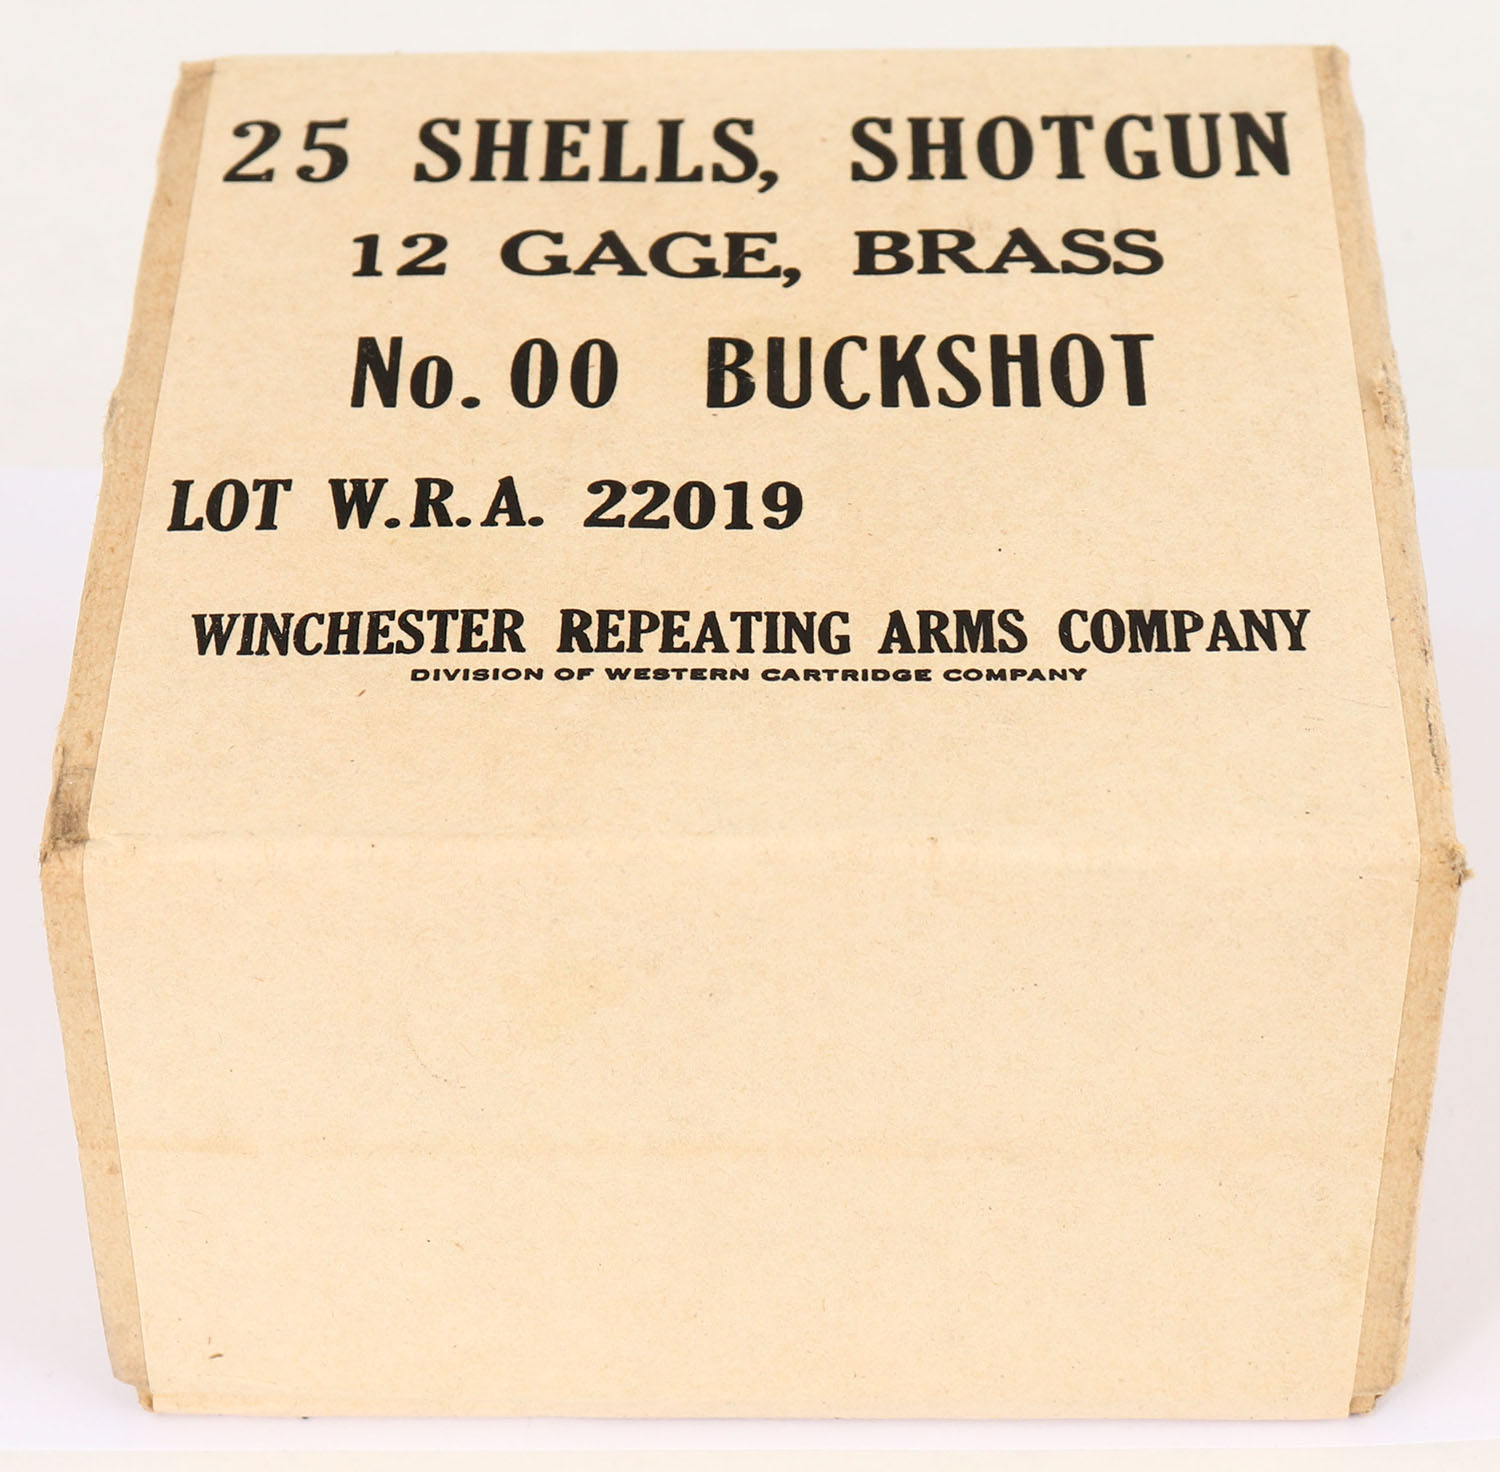 25 SHELLS, SHOTGUN
12 GAGE, BRASS
No. 00 BUCKSHOT
LOT W.R.A. 22019
WINCHESTER REPEATING ARMS COMPANY
DIVISION OF WESTERN CARTRIDGE COMPANY